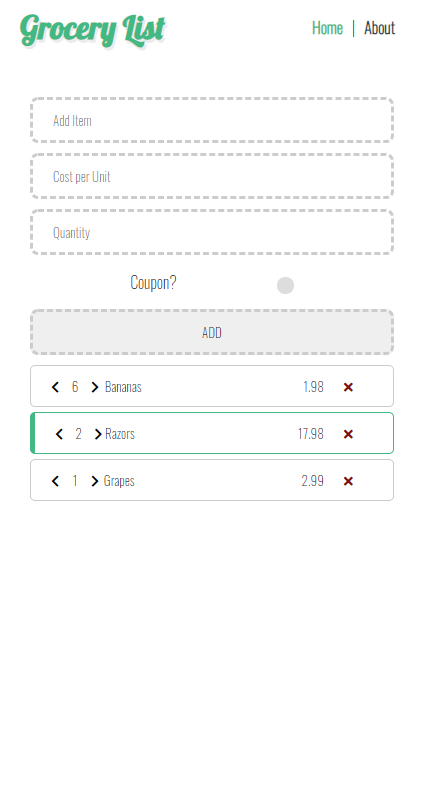 Grocery List
Home | About
Add Item
Cost per Unit
Quantity
Coupon?
ADD
6 Bananas 1.98
2 Razors 17.98
1 Grapes 2.99